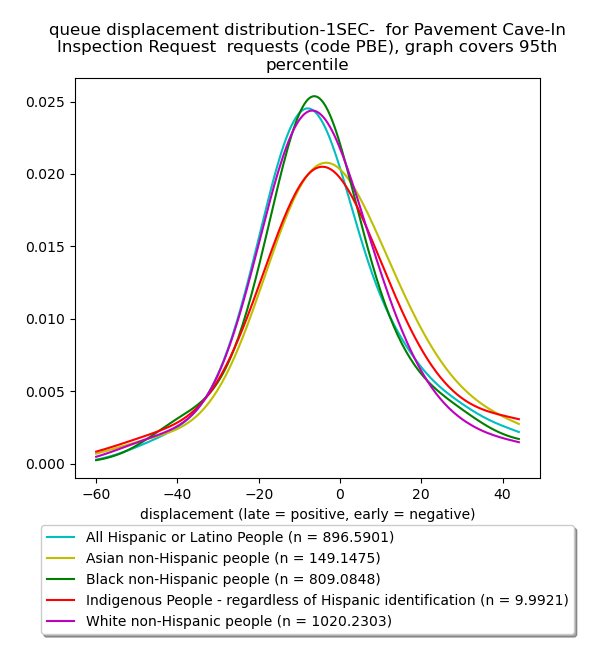 queue displacement distribution-1SEC-  for Pavement Cave-In
Inspection Request  requests (code PBE), graph covers 95th
percentile
0.025
0.020
0.015
0.010
0.005
0.000
−60 −40 −20 0 20 40
displacement (late = positive, early = negative)
All Hispanic or Latino People (n = 896.5901)
Asian non-Hispanic people (n = 149.1475)
Black non-Hispanic people (n = 809.0848)
Indigenous People - regardless of Hispanic identification (n = 9.9921)
White non-Hispanic people (n = 1020.2303)